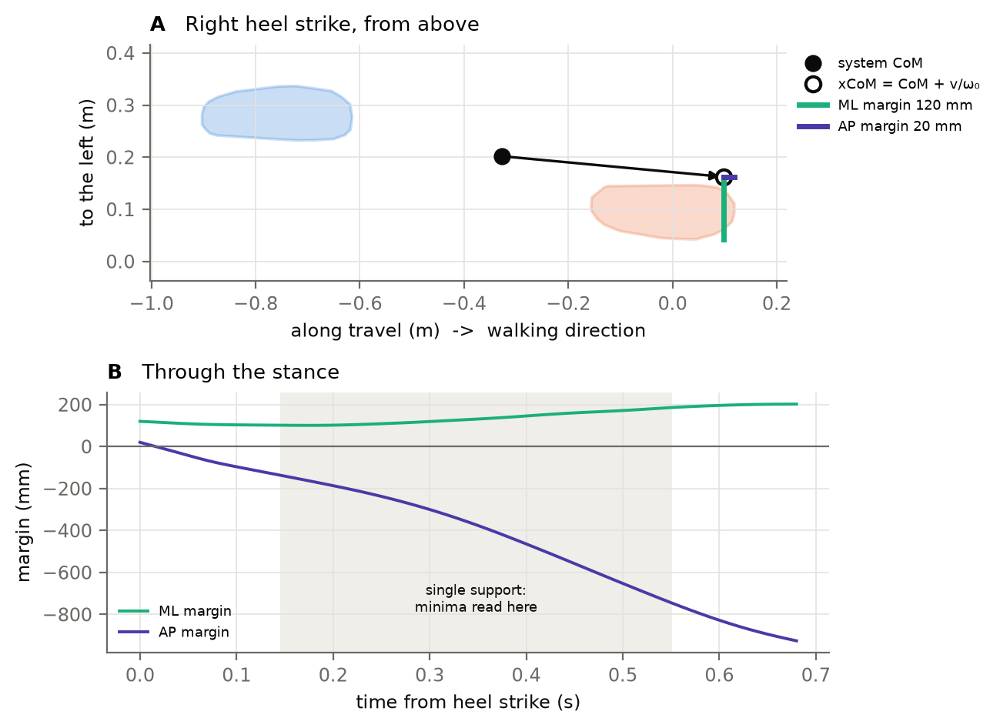 A Right heel strike, from above
0.4
0.3
0.2
0.1
0.0
to the left (m)
−1.0 −0.8 −0.6 −0.4 −0.2 0.0 0.2
along travel (m) -> walking direction
system CoM
xCoM = CoM + v/ω₀
ML margin 120 mm
AP margin 20 mm
B Through the stance
200
0
−200
−400
−600
−800
margin (mm)
single support:
minima read here
ML margin
AP margin
0.0 0.1 0.2 0.3 0.4 0.5 0.6 0.7
time from heel strike (s)